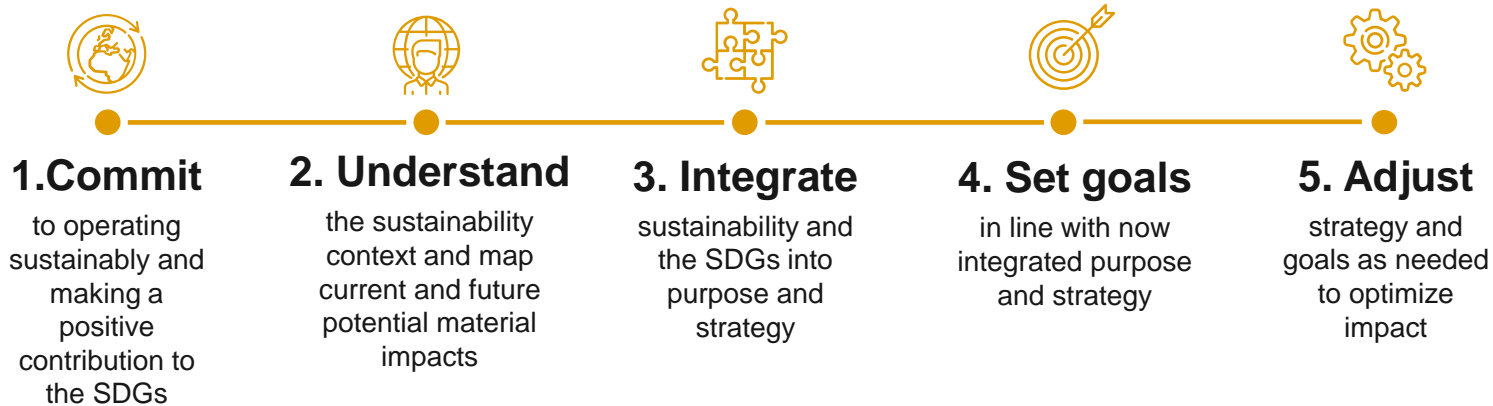 1.Commit
to operating
sustainably and
making a
positive
contribution to
the SDGs
2. Understand
the sustainability
context and map
current and future
potential material
impacts
3. Integrate
sustainability and
the SDGs into
purpose and
strategy
4. Set goals
in line with now
integrated purpose
and strategy
5. Adjust
strategy and
goals as needed
to optimize
impact